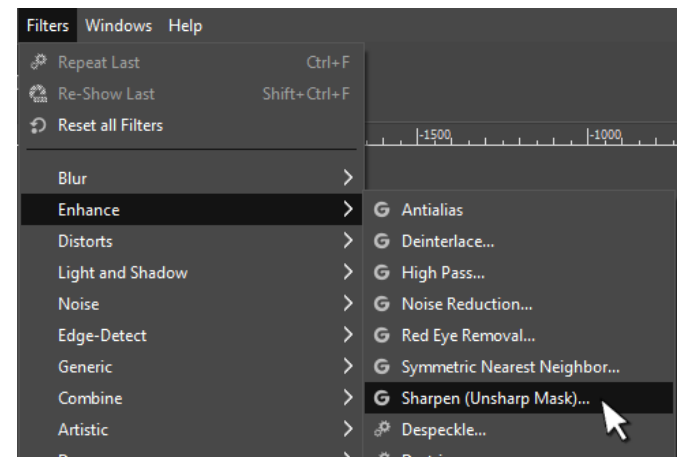 Filters Windows Help
Repeat Last Ctrl+F
Re-Show Last Shift+Ctrl+F
Reset all Filters
-1500 -1000
Blur
Enhance
Distorts
Light and Shadow
Noise
Edge-Detect
Generic
Combine
Artistic
Antialias
Deinterlace...
High Pass...
Noise Reduction...
Red Eye Removal...
Symmetric Nearest Neighbor...
Sharpen (Unsharp Mask)...
Despeckle...